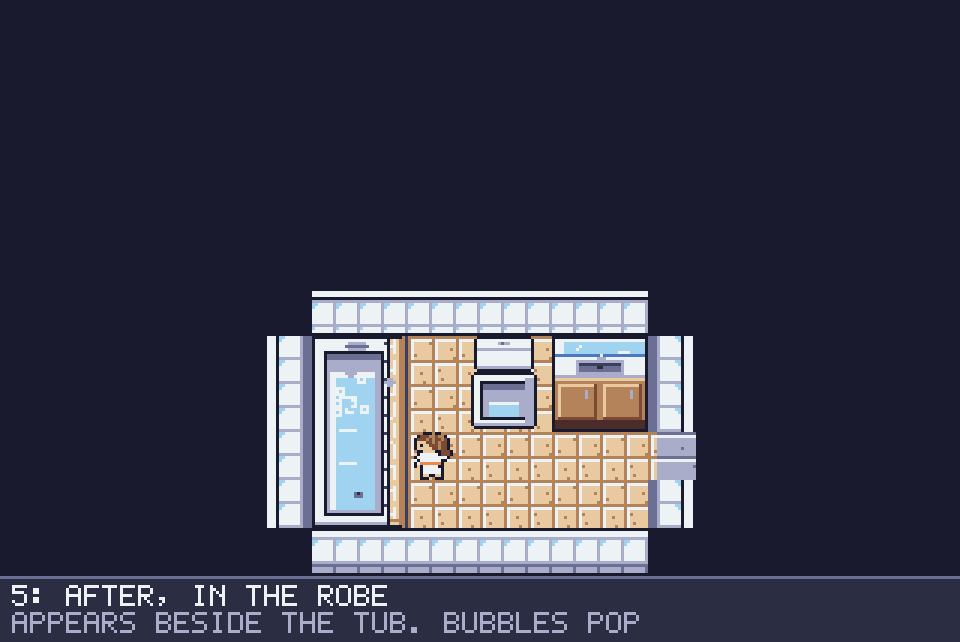 5: AFTER, IN THE ROBE
APPEARS BESIDE THE TUB. BUBBLES POP